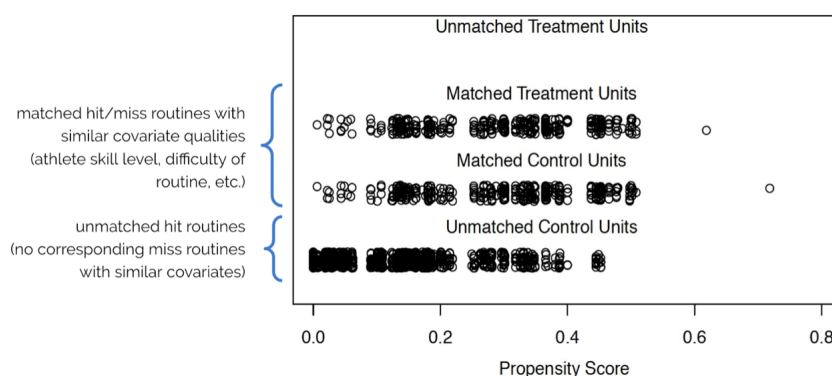 Unmatched Treatment Units
Matched Treatment Units
matched hit/miss routines with
similar covariate qualities
(athlete skill level, difficulty of
routine, etc.)
Matched Control Units
unmatched hit routines
(no corresponding miss routines
with similar covariates)
Unmatched Control Units
0.0 0.2 0.4 0.6 0.8
Propensity Score